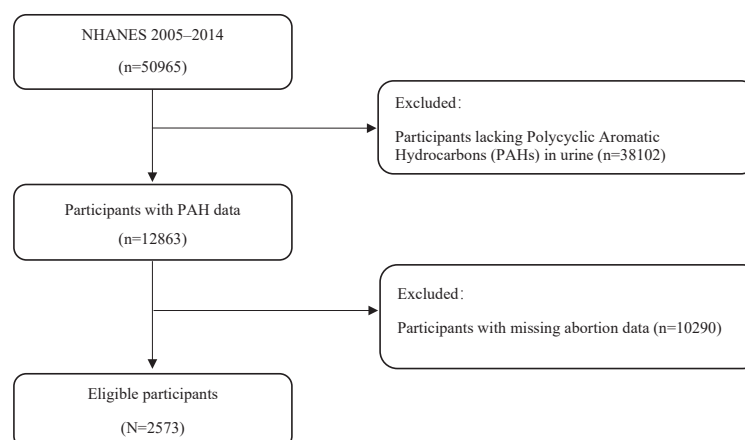 NHANES 2005–2014
(n=50965)
Excluded:
Participants lacking Polycyclic Aromatic
Hydrocarbons (PAHs) in urine (n=38102)
Participants with PAH data
(n=12863)
Excluded:
Participants with missing abortion data (n=10290)
Eligible participants
(N=2573)